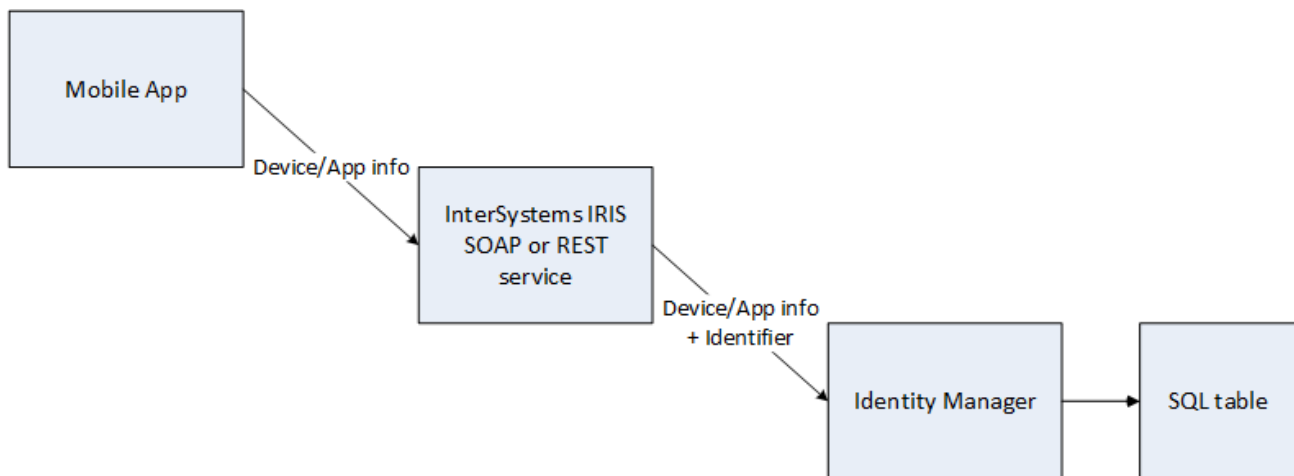 Mobile App
Device/App info
InterSystems IRIS
SOAP or REST
service
Device/App info
+ Identifier
Identity Manager
SQL table